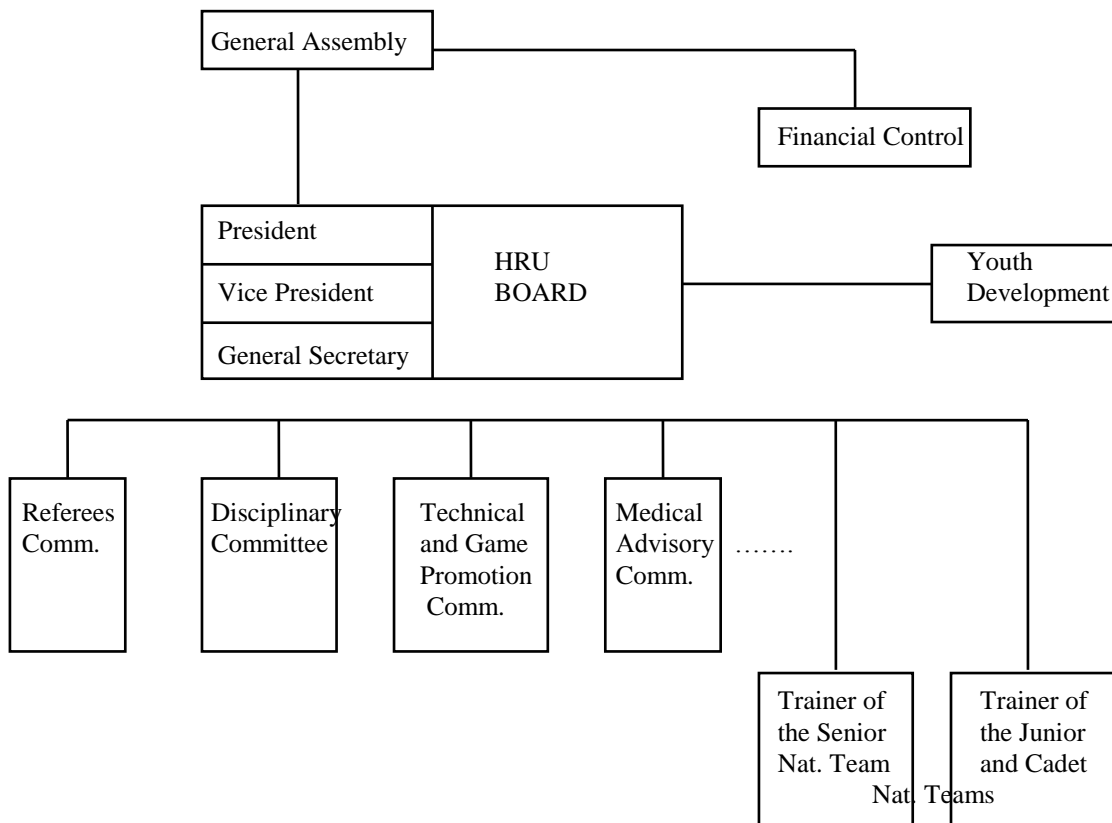 General Assembly
Financial Control
President
Vice President
General Secretary
HRU
BOARD
Youth
Development
Referees
Comm.
Disciplinary
Committee
Technical
and Game
Promotion
Comm.
Medical
Advisory
Comm.
.......
Trainer of
the Senior
Nat. Team
Trainer of
the Junior
and Cadet
Nat. Teams